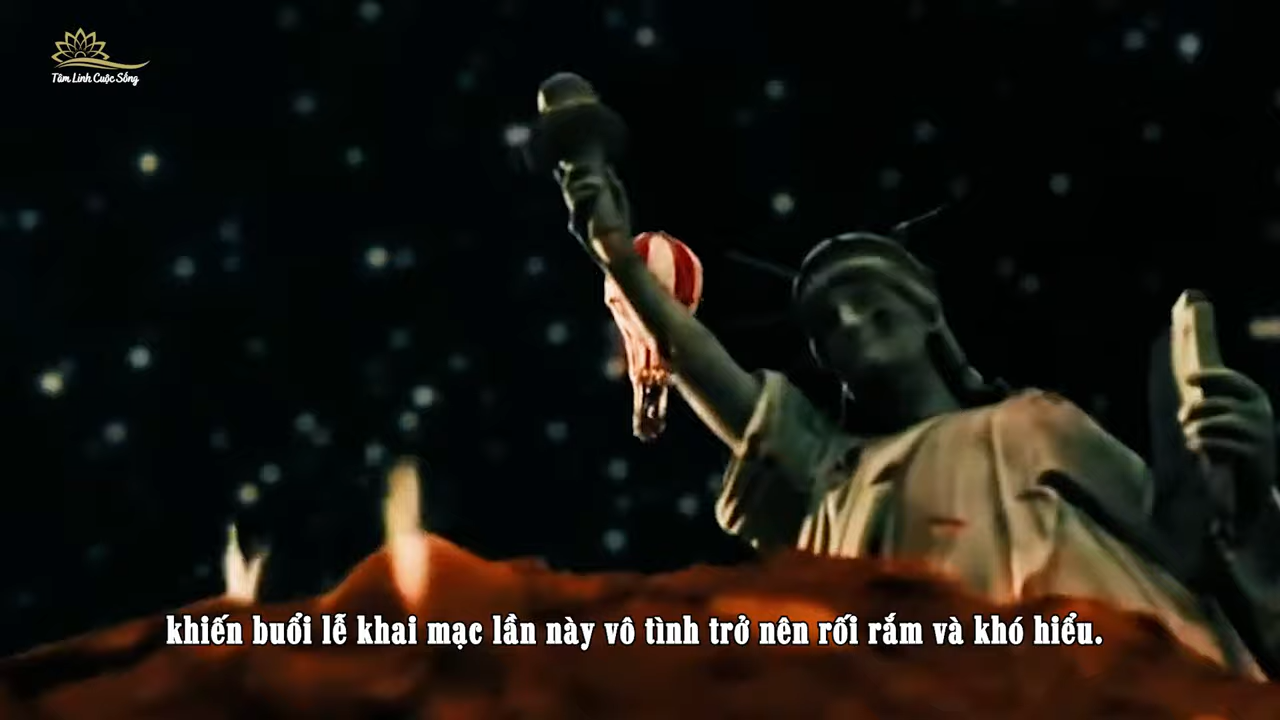 Tâm Linh Cuộc Sống
khiến buổi lễ khai mạc lần này vô tình trở nên rối rắm và khó hiểu.